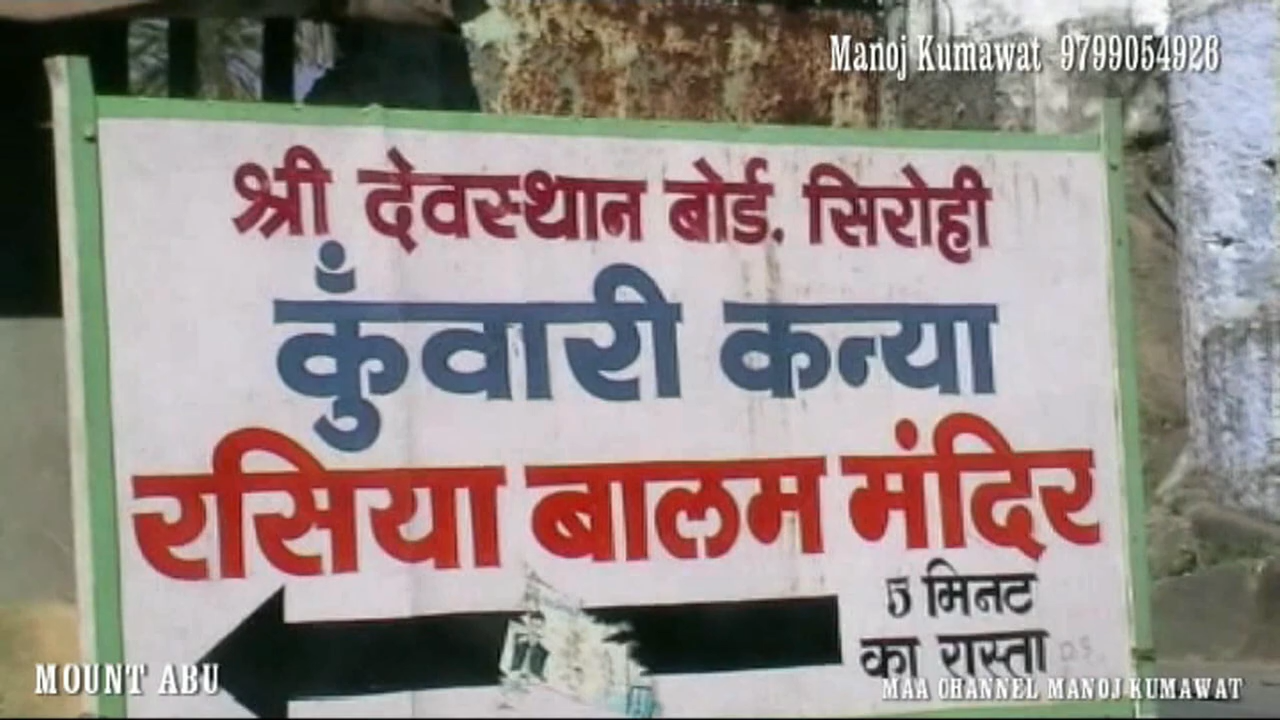 Manoj Kumawat 9799054926
श्री देवस्थान बोर्ड. सिरोही
कुँवारी कन्या
रसिया बालम मंदिर
5 मिनट
का रास्ता
MOUNT ABU
MAA CHANNEL MANOJ KUMAWAT